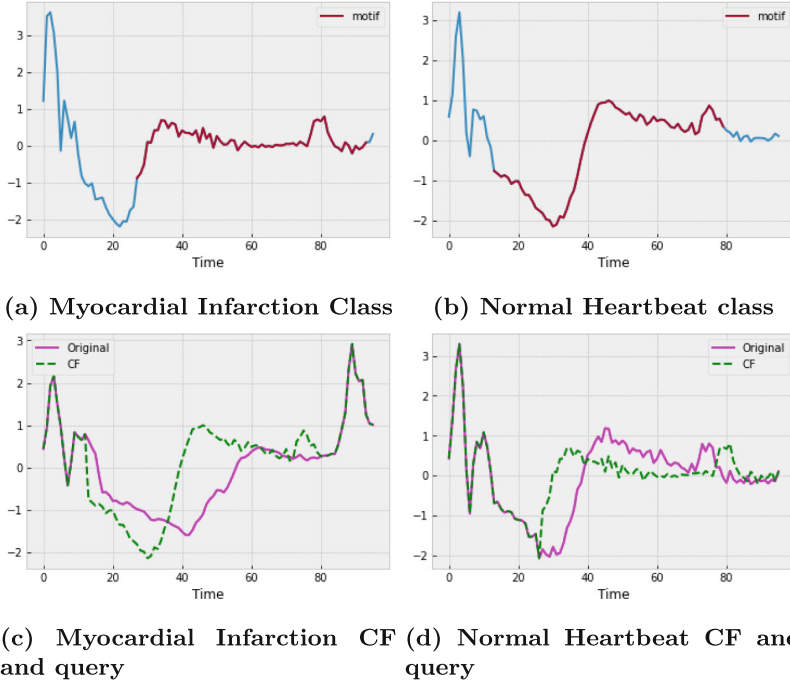 motif
3
2
1
0
−1
−2
0 20 40 60 80
Time
(a) Myocardial Infarction Class
motif
3
2
1
0
−1
−2
0 20 40 60 80
Time
(b) Normal Heartbeat class
Original
CF
3
2
1
0
−1
−2
0 20 40 60 80
Time
(c) Myocardial Infarction CF
and query
Original
CF
3
2
1
0
−1
−2
0 20 40 60 80
Time
(d) Normal Heartbeat CF and
query